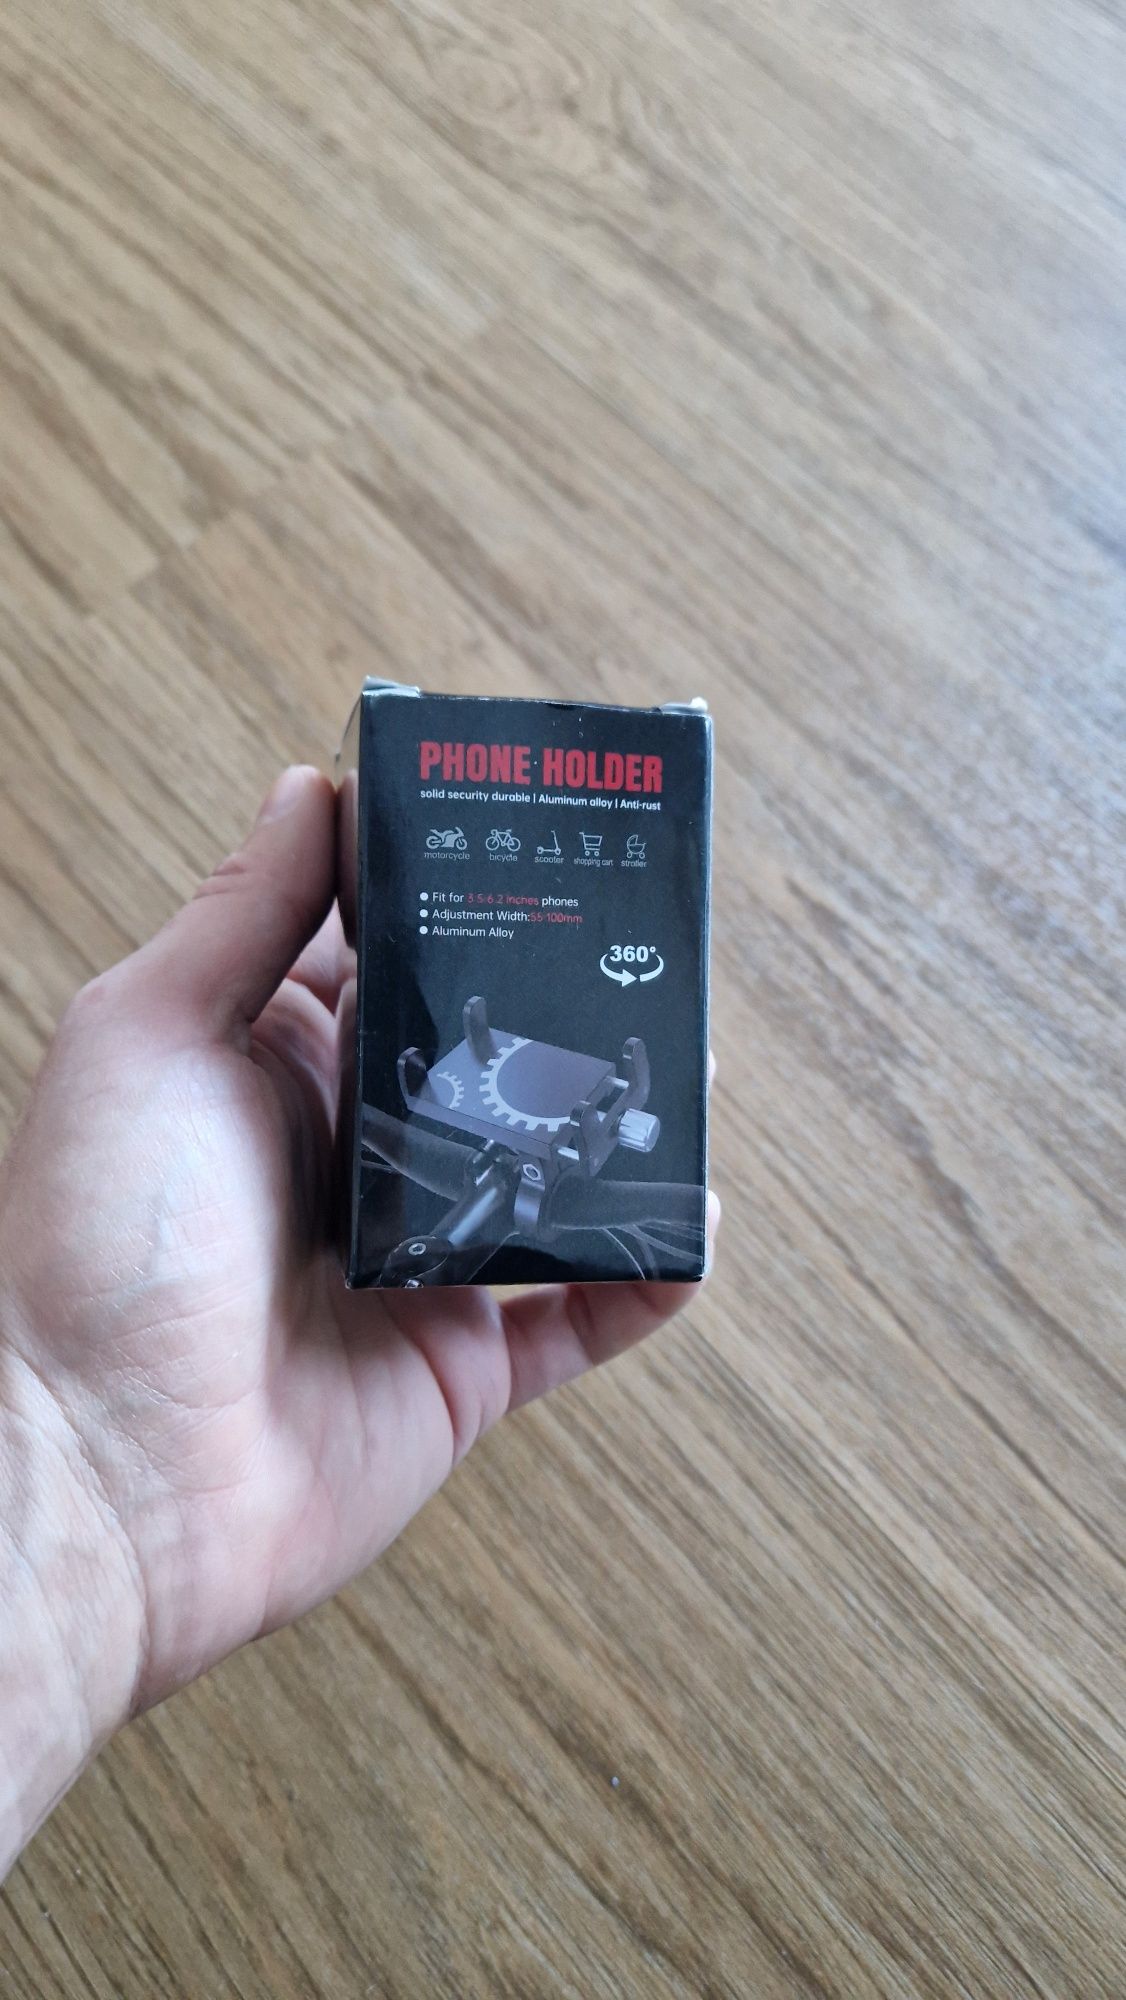 PHONE HOLDER
solid security durable | Aluminum alloy | Anti-rust
motorcycle bicycle scooter shopping cart stroller
Fit for 3.5-6.2 inches phones
Adjustment Width:55-100mm
Aluminum Alloy
360°